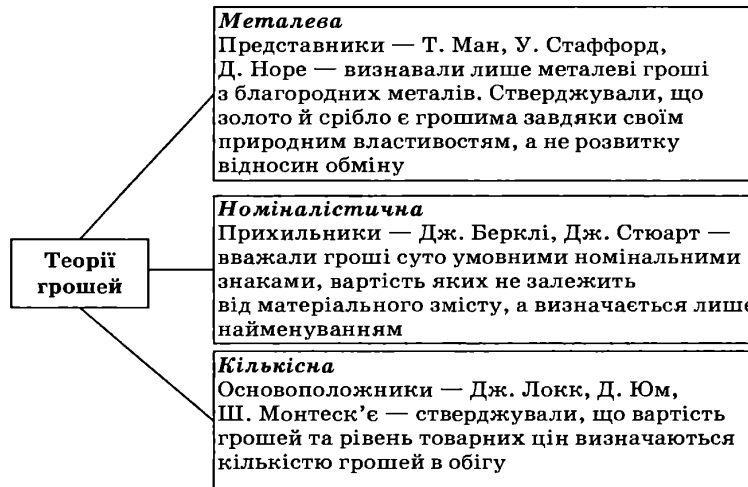 Металева
Представники — Т. Ман, У. Стаффорд,
Д. Норе — визнавали лише металеві гроші
з благородних металів. Стверджували, що
золото й срібло є грошима завдяки своїм
природним властивостям, а не розвитку
відносин обміну
Номіналістична
Прихильники — Дж. Берклі, Дж. Стюарт —
вважали гроші суто умовними номінальними
знаками, вартість яких не залежить
від матеріального змісту, а визначається лише
найменуванням
Теорії
грошей
Кількісна
Основоположники — Дж. Локк, Д. Юм,
Ш. Монтеск’є — стверджували, що вартість
грошей та рівень товарних цін визначаються
кількістю грошей в обігу